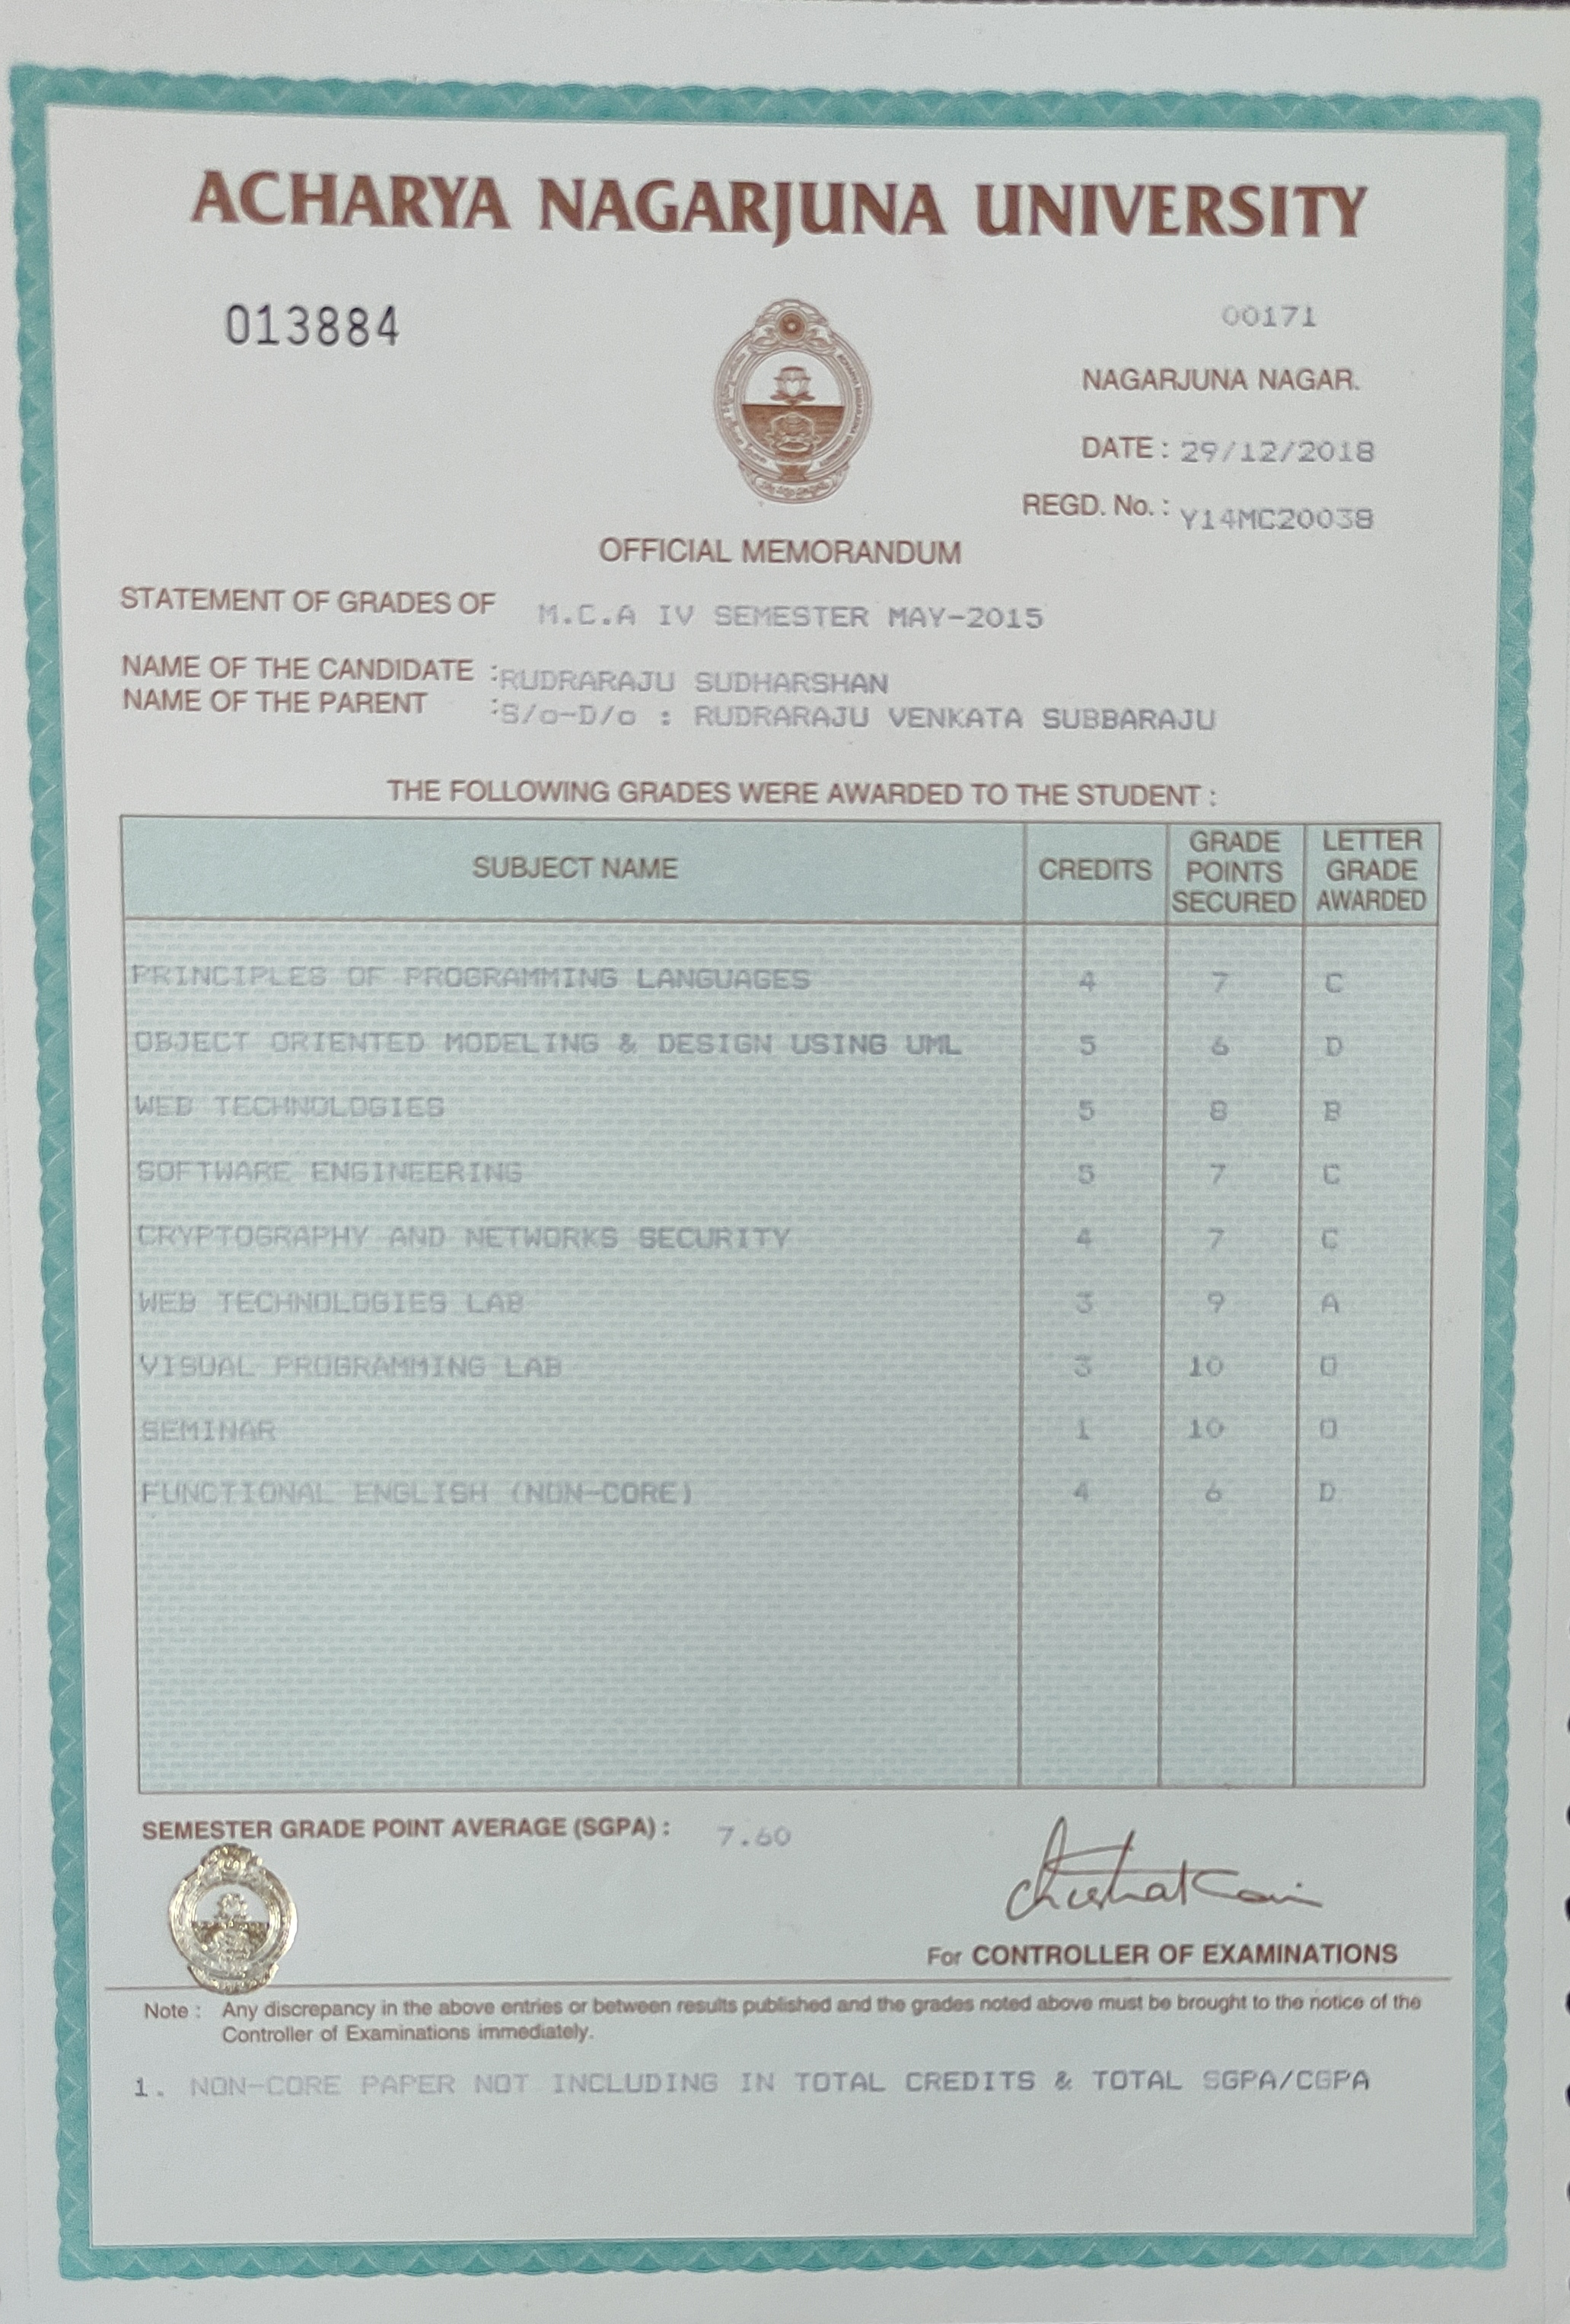 ACHARYA NAGARJUNA UNIVERSITY
013884
00171
NAGARJUNA NAGAR.
DATE : 29/12/2018
REGD. No. : Y14MC20038
OFFICIAL MEMORANDUM
STATEMENT OF GRADES OF M.C.A IV SEMESTER MAY-2015
NAME OF THE CANDIDATE : RUDRARAJU SUDHARSHAN
NAME OF THE PARENT : S/o-D/o : RUDRARAJU VENKATA SUBBARAJU
THE FOLLOWING GRADES WERE AWARDED TO THE STUDENT :
SUBJECT NAME CREDITS GRADE POINTS SECURED LETTER GRADE AWARDED
PRINCIPLES OF PROGRAMMING LANGUAGES 4 7 C
OBJECT ORIENTED MODELING & DESIGN USING UML 5 6 D
WEB TECHNOLOGIES 5 8 B
SOFTWARE ENGINEERING 5 7 C
CRYPTOGRAPHY AND NETWORKS SECURITY 4 7 C
WEB TECHNOLOGIES LAB 3 9 A
VISUAL PROGRAMMING LAB 3 10 O
SEMINAR 1 10 O
FUNCTIONAL ENGLISH (NON-CORE) 4 6 D
SEMESTER GRADE POINT AVERAGE (SGPA) : 7.60
For CONTROLLER OF EXAMINATIONS
Note : Any discrepancy in the above entries or between results published and the grades noted above must be brought to the notice of the
Controller of Examinations immediately.
1. NON-CORE PAPER NOT INCLUDING IN TOTAL CREDITS & TOTAL SGPA/CGPA